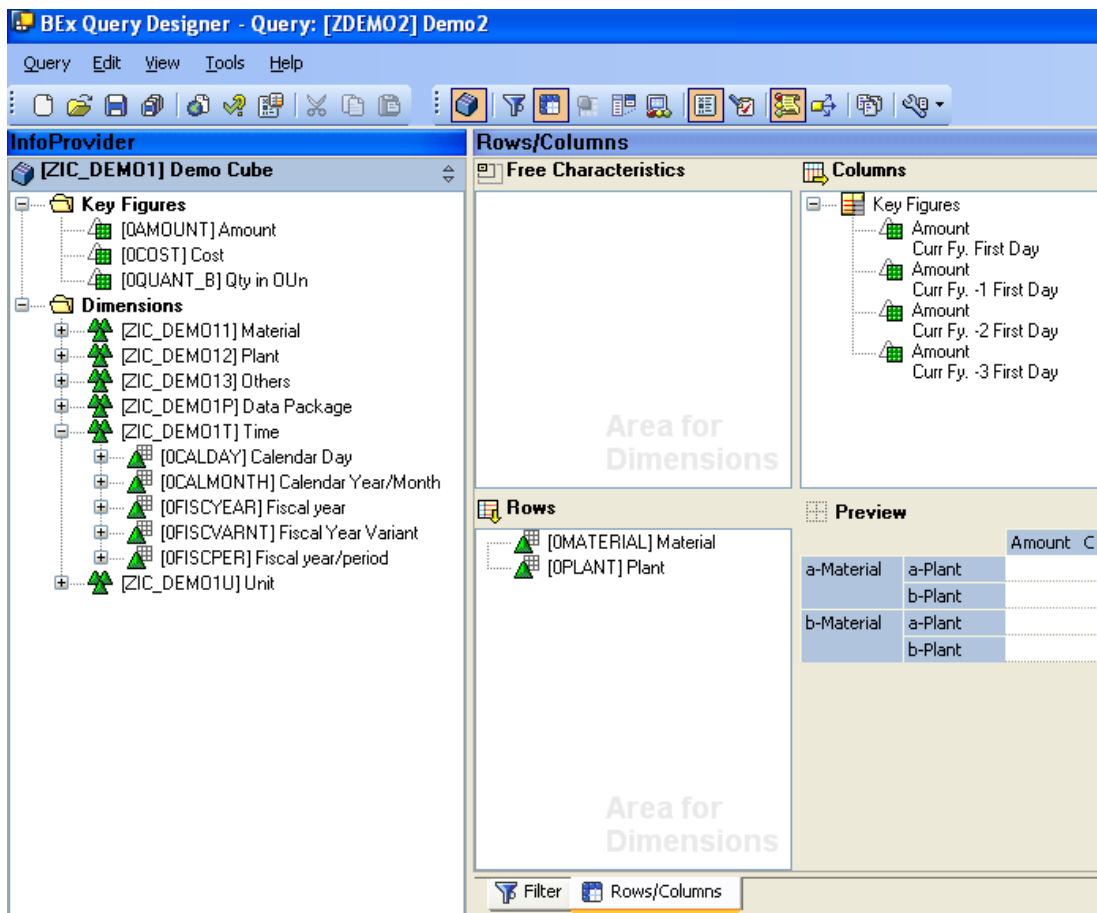 BEx Query Designer - Query: [ZDEMO2] Demo2
Query Edit View Tools Help
InfoProvider
[ZIC_DEMO1] Demo Cube
Key Figures
[0AMOUNT] Amount
[0COST] Cost
[0QUANT_B] Qty in OUn
Dimensions
[ZIC_DEMO11] Material
[ZIC_DEMO12] Plant
[ZIC_DEMO13] Others
[ZIC_DEMO1P] Data Package
[ZIC_DEMO1T] Time
[0CALDAY] Calendar Day
[0CALMONTH] Calendar Year/Month
[0FISCYEAR] Fiscal year
[0FISCVARNT] Fiscal Year Variant
[0FISCPER] Fiscal year/period
[ZIC_DEMO1U] Unit
Rows/Columns
Free Characteristics
Area for
Dimensions
Columns
Key Figures
Amount
Curr Fy. First Day
Amount
Curr Fy. -1 First Day
Amount
Curr Fy. -2 First Day
Amount
Curr Fy. -3 First Day
Rows
[0MATERIAL] Material
[0PLANT] Plant
Area for
Dimensions
Preview
Amount C
a-Material a-Plant
b-Plant
b-Material a-Plant
b-Plant
Filter Rows/Columns